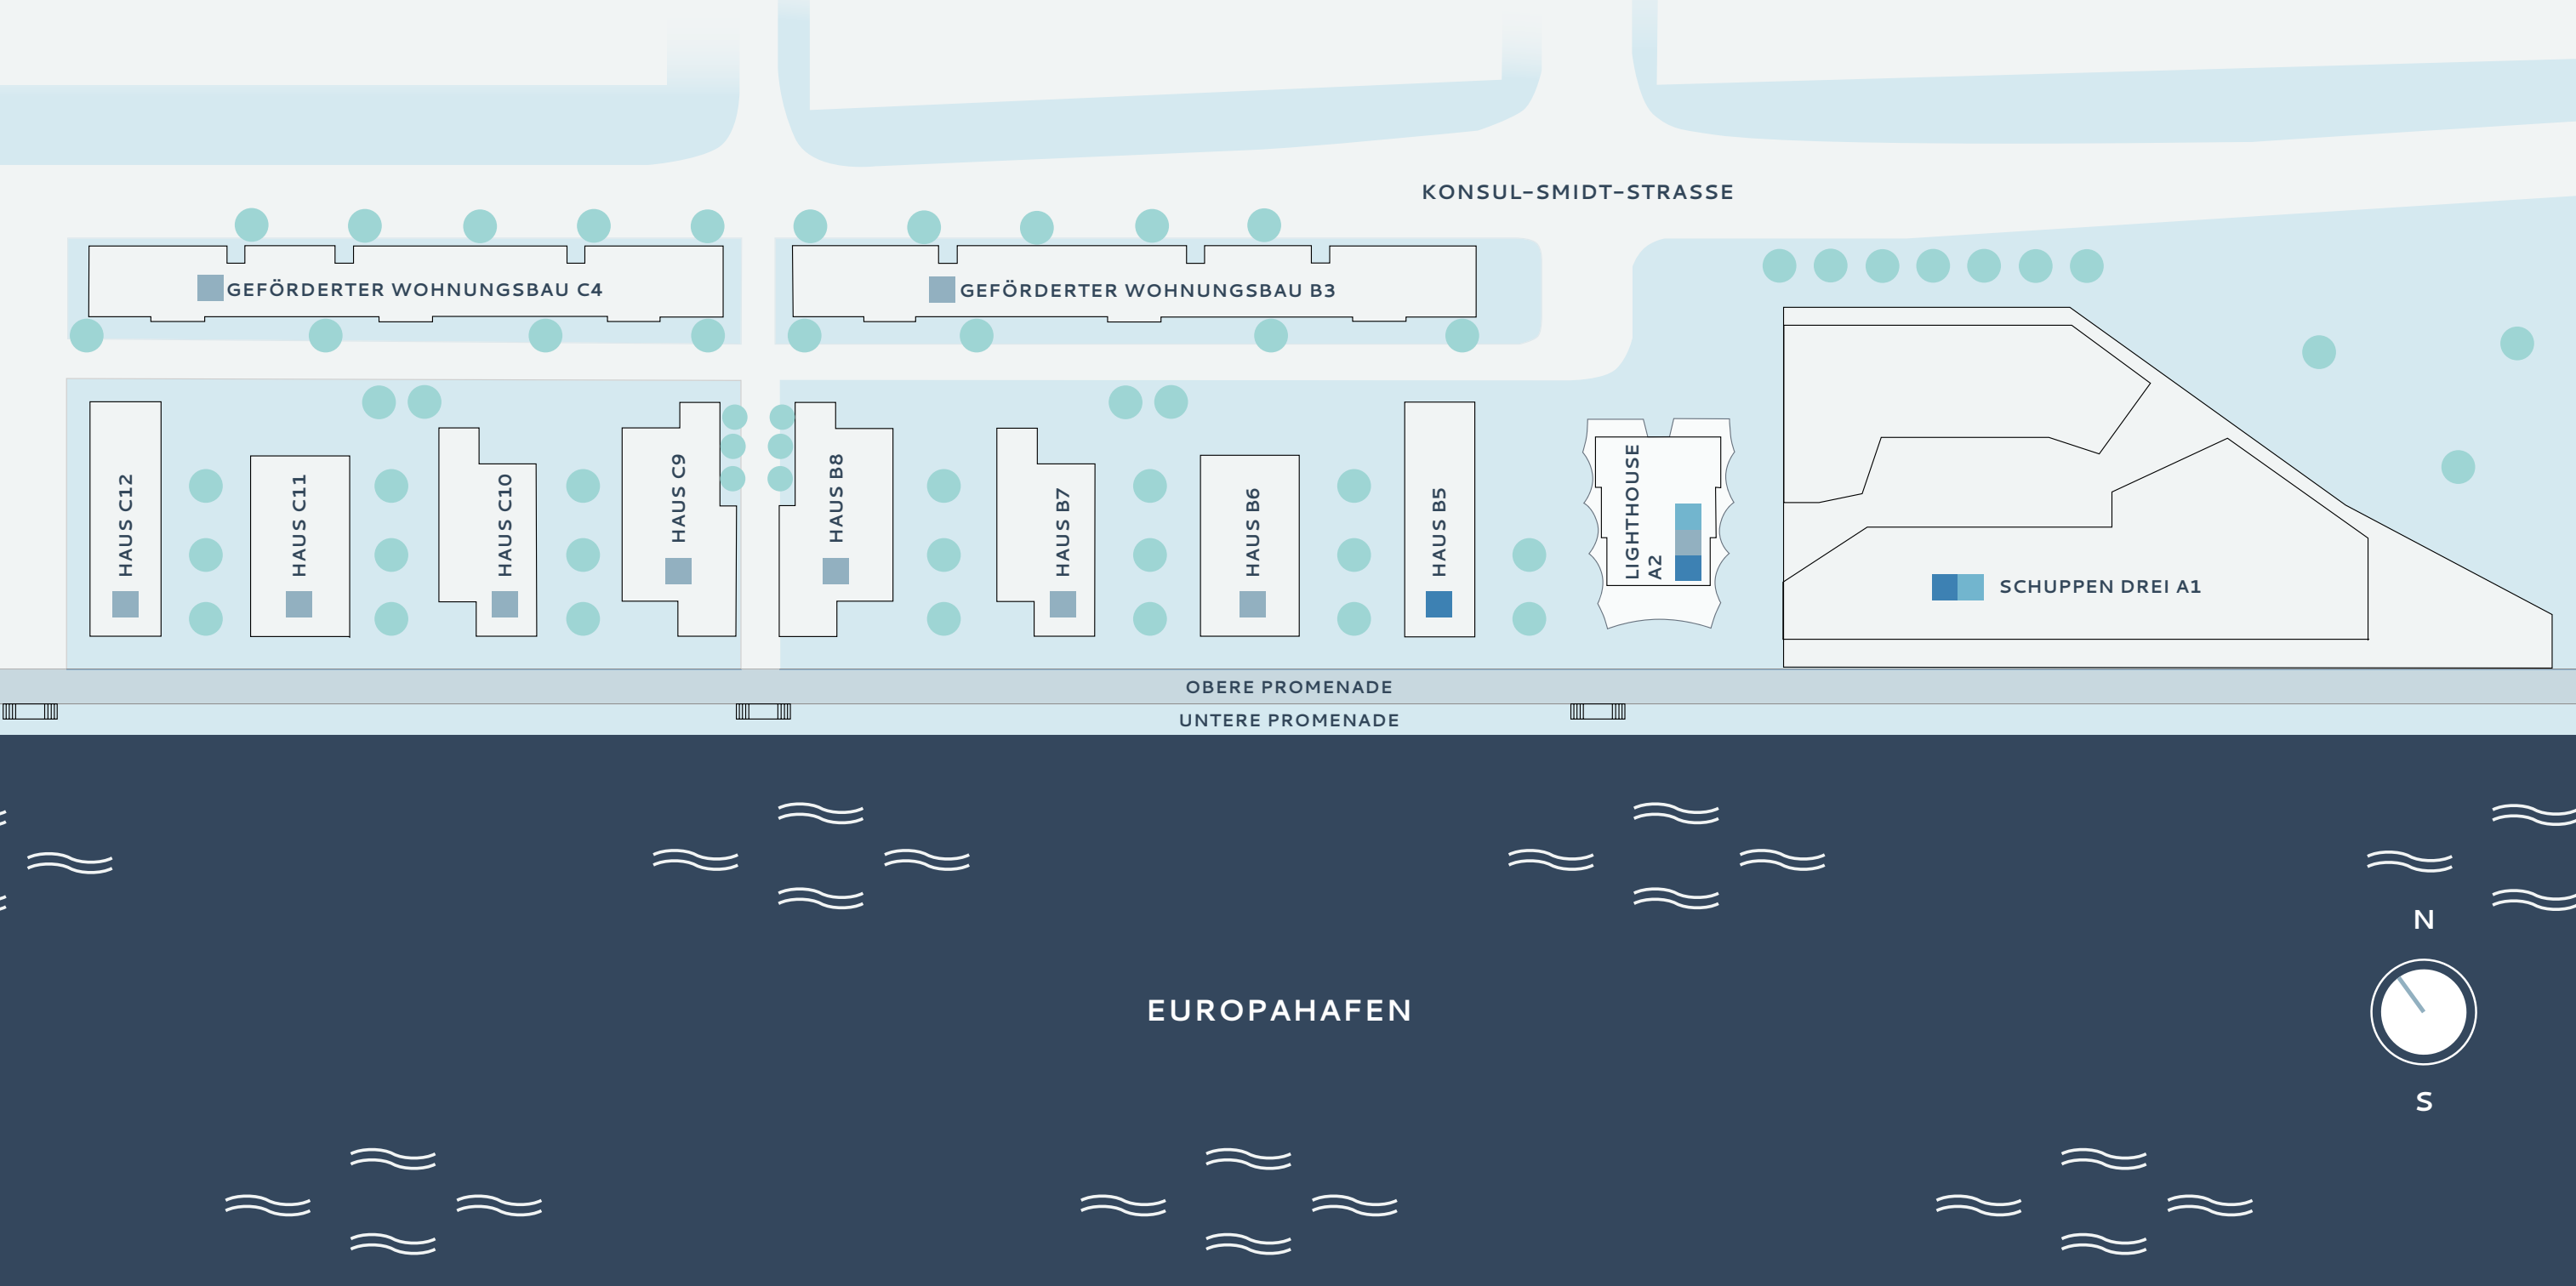 KONSUL-SMIDT-STRASSE
GEFÖRDERTER WOHNUNGSBAU C4
GEFÖRDERTER WOHNUNGSBAU B3
HAUS C12
HAUS C11
HAUS C10
HAUS C9
HAUS B8
HAUS B7
HAUS B6
HAUS B5
LIGHTHOUSE
A2
SCHUPPEN DREI A1
OBERE PROMENADE
UNTERE PROMENADE
N
EUROPAHAFEN
S